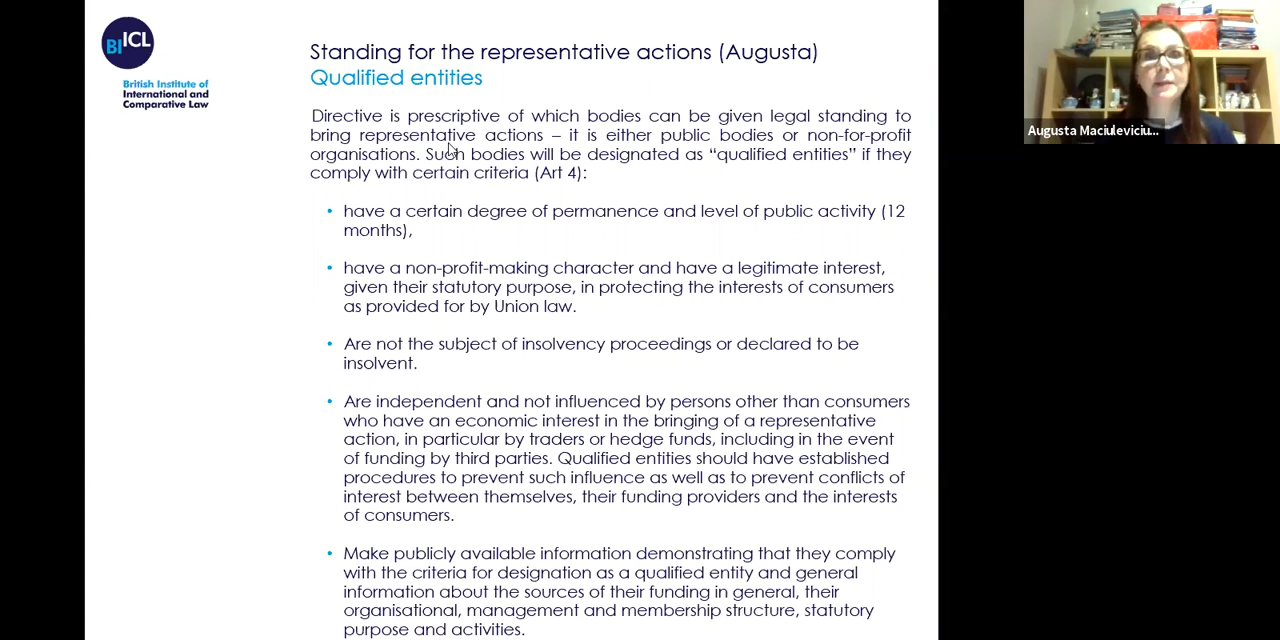 BIICL
British Institute of
International and
Comparative Law
Standing for the representative actions (Augusta)
Qualified entities
Directive is prescriptive of which bodies can be given legal standing to
bring representative actions – it is either public bodies or non-for-profit
organisations. Such bodies will be designated as “qualified entities” if they
comply with certain criteria (Art 4):
• have a certain degree of permanence and level of public activity (12
months),
• have a non-profit-making character and have a legitimate interest,
given their statutory purpose, in protecting the interests of consumers
as provided for by Union law.
• Are not the subject of insolvency proceedings or declared to be
insolvent.
• Are independent and not influenced by persons other than consumers
who have an economic interest in the bringing of a representative
action, in particular by traders or hedge funds, including in the event
of funding by third parties. Qualified entities should have established
procedures to prevent such influence as well as to prevent conflicts of
interest between themselves, their funding providers and the interests
of consumers.
• Make publicly available information demonstrating that they comply
with the criteria for designation as a qualified entity and general
information about the sources of their funding in general, their
organisational, management and membership structure, statutory
purpose and activities.
Augusta Maciuleviciu...